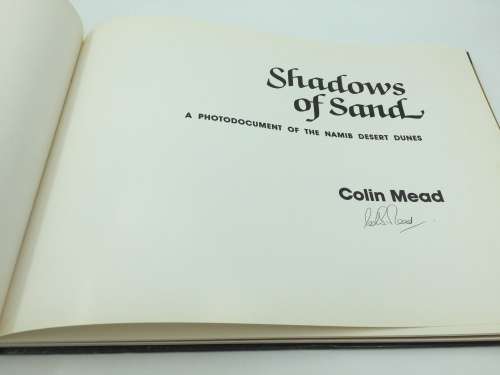 Shadows
of Sand
A PHOTODOCUMENT OF THE NAMIB DESERT DUNES
Colin Mead